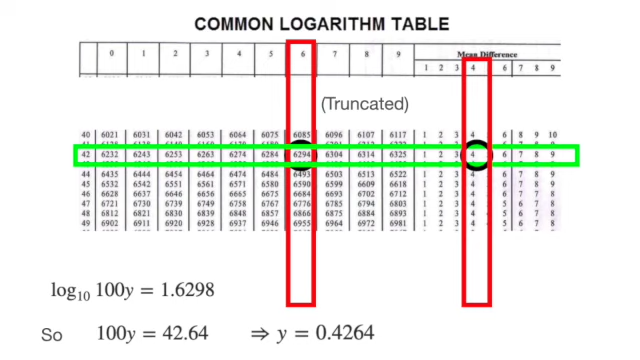 COMMON LOGARITHM TABLE
0 1 2 3 4 5 6 7 8 9 Mean Difference
1 2 3 4 6 7 8 9
(Truncated)
40 6021 6031 6042 6053 6064 6075 6085 6096 6107 6117 1 2 3 4 6 8 9 10
42 6232 6243 6253 6263 6274 6284 6294 6304 6314 6325 1 2 3 4 6 7 8 9
44 6435 6444 6454 6464 6474 6484 6493 6503 6513 6522 1 2 3 4 6 7 8 9
45 6532 6542 6551 6561 6571 6580 6590 6599 6609 6618 1 2 3 4 6 7 8 9
46 6628 6637 6646 6656 6665 6675 6684 6693 6702 6712 1 2 3 4 6 7 7 8
47 6721 6730 6739 6749 6758 6767 6776 6785 6794 6803 1 2 3 4 5 6 7 8
48 6812 6821 6830 6839 6848 6857 6866 6875 6884 6893 1 2 3 4 5 6 7 8
49 6902 6911 6920 6928 6937 6946 6955 6964 6972 6981 1 2 3 4 5 6 7 8
log₁₀ 100y = 1.6298
So 100y = 42.64 ⇒ y = 0.4264